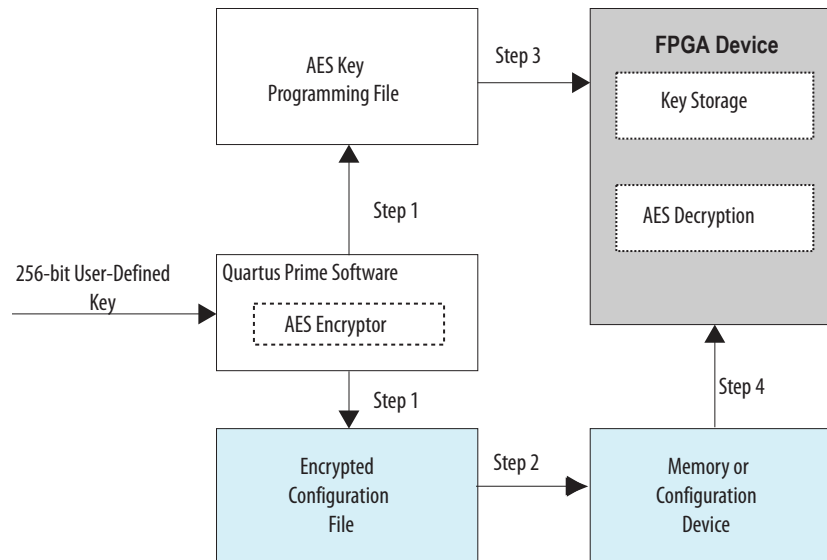 AES Key
Programming File
Step 3
FPGA Device
Key Storage
AES Decryption
Step 1
256-bit User-Defined
Key
Quartus Prime Software
AES Encryptor
Step 1
Step 4
Encrypted
Configuration
File
Step 2
Memory or
Configuration
Device